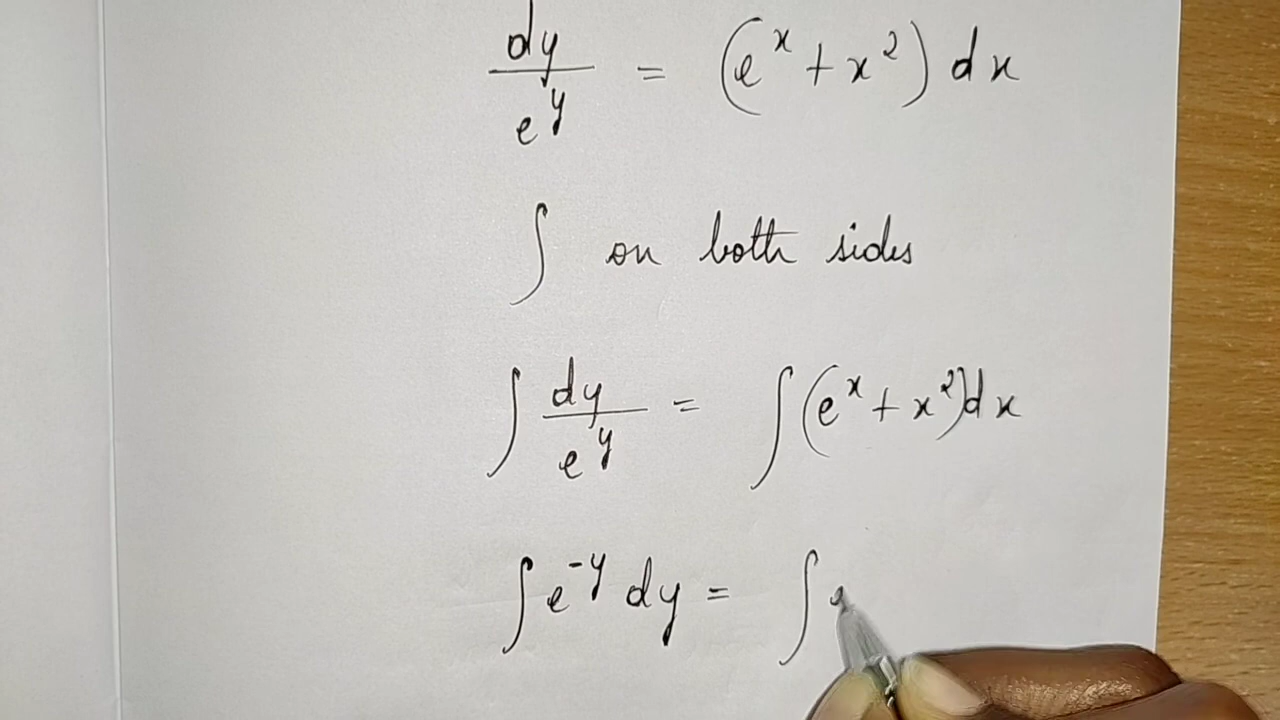 dy/e^y = (e^x + x^2) dx
∫ on both sides
∫ dy/e^y = ∫ (e^x + x^2) dx
∫ e^-y dy = ∫ e